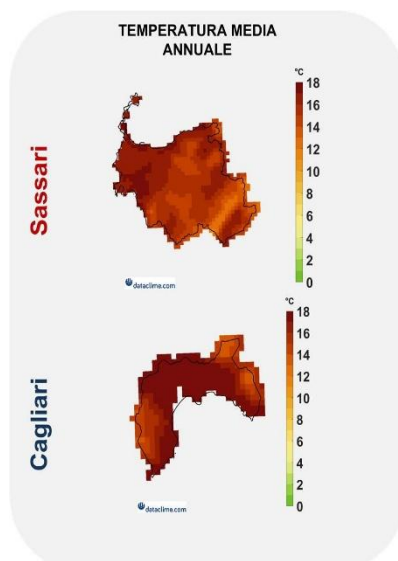 TEMPERATURA MEDIA
ANNUALE
Sassari
°C
18
16
14
12
10
8
6
4
2
0
dataclima.com
Cagliari
°C
18
16
14
12
10
8
6
4
2
0
dataclima.com